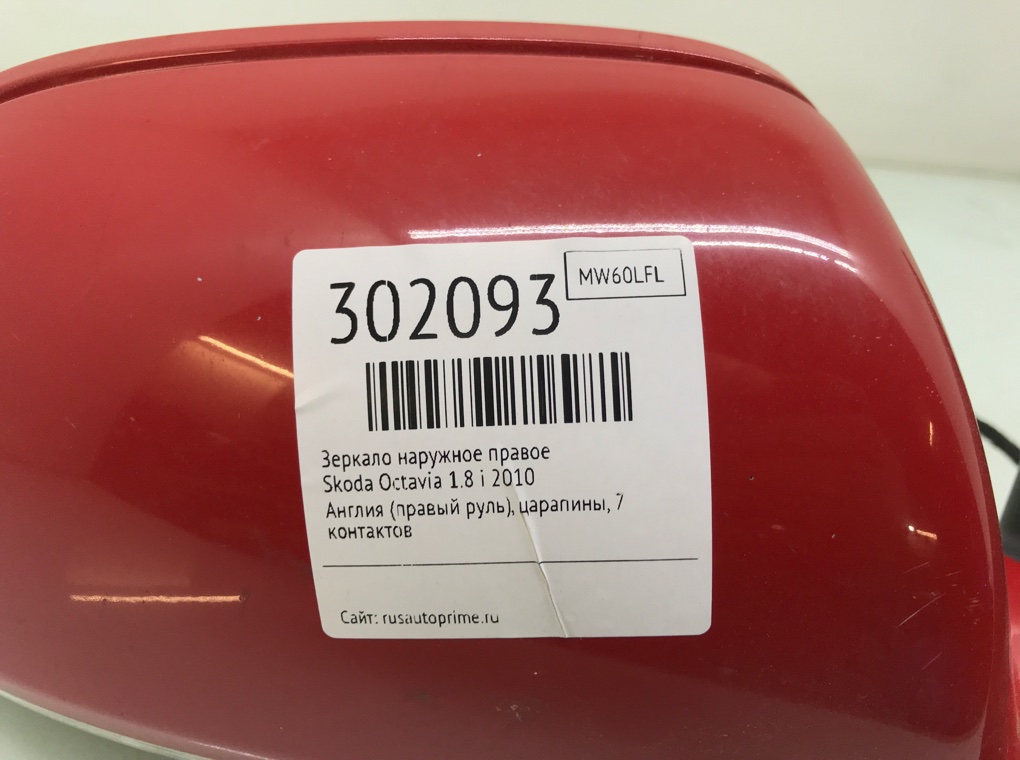 302093
MW60LFL
Зеркало наружное правое
Skoda Octavia 1.8 i 2010
Англия (правый руль), царапины, 7
контактов
Сайт: rusautoprime.ru